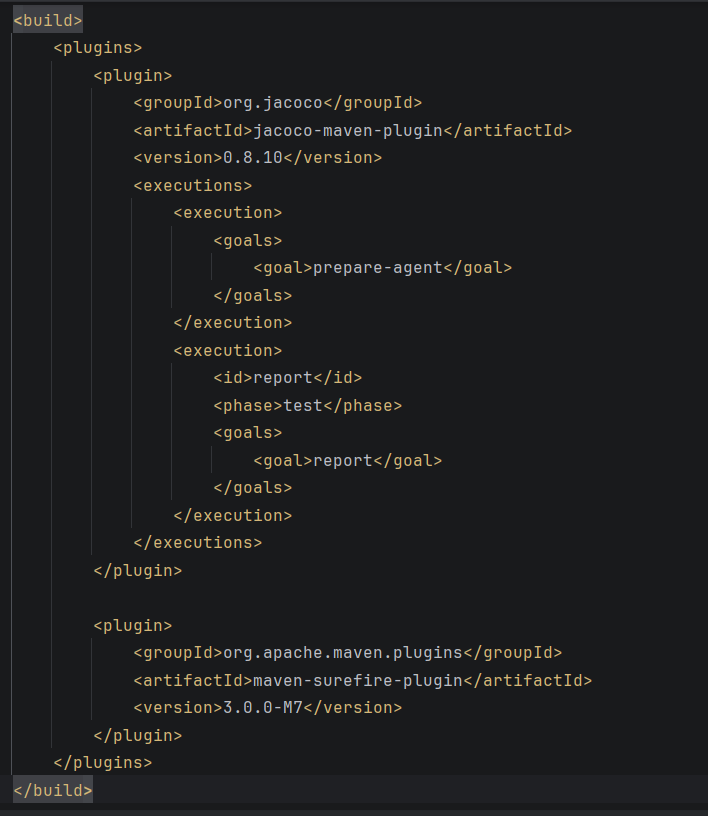 <build>
    <plugins>
        <plugin>
            <groupId>org.jacoco</groupId>
            <artifactId>jacoco-maven-plugin</artifactId>
            <version>0.8.10</version>
            <executions>
                <execution>
                    <goals>
                        <goal>prepare-agent</goal>
                    </goals>
                </execution>
                <execution>
                    <id>report</id>
                    <phase>test</phase>
                    <goals>
                        <goal>report</goal>
                    </goals>
                </execution>
            </executions>
        </plugin>

        <plugin>
            <groupId>org.apache.maven.plugins</groupId>
            <artifactId>maven-surefire-plugin</artifactId>
            <version>3.0.0-M7</version>
        </plugin>
    </plugins>
</build>